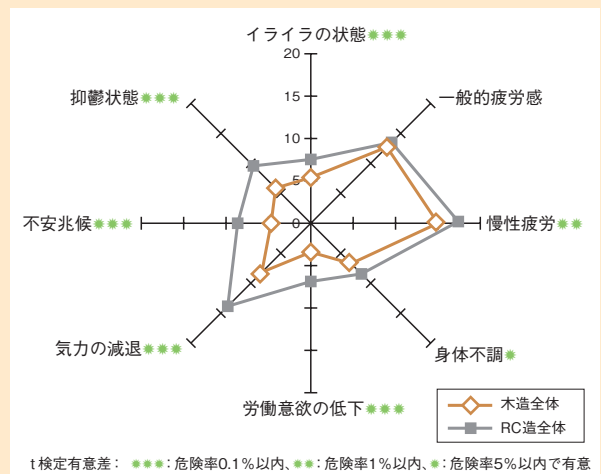 イライラの状態✹✹✹
20
抑鬱状態✹✹✹
一般的疲労感
15
10
5
不安兆候✹✹✹
0
慢性疲労✹✹
気力の減退✹✹✹
身体不調✹
労働意欲の低下✹✹✹
木造全体
RC造全体
t検定有意差： ✹✹✹：危険率0.1％以内、✹✹：危険率1％以内、✹：危険率5％以内で有意